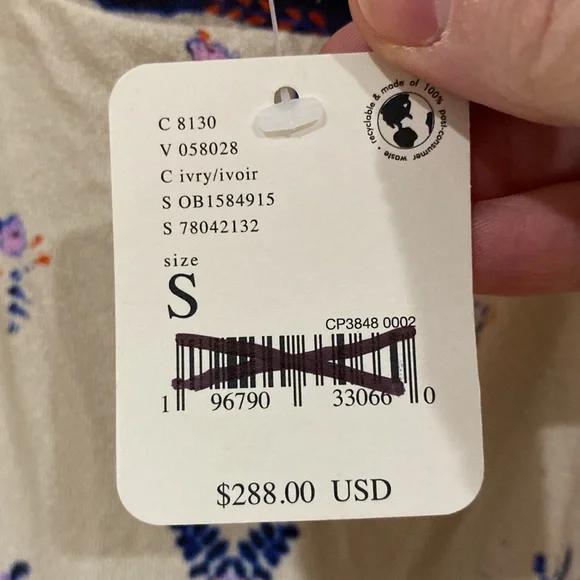 recyclable & made of 100% post-consumer waste •
C 8130
V 058028
C ivry/ivoir
S OB1584915
S 78042132
size
S
CP3848 0002
1 96790 33066 0
$288.00 USD